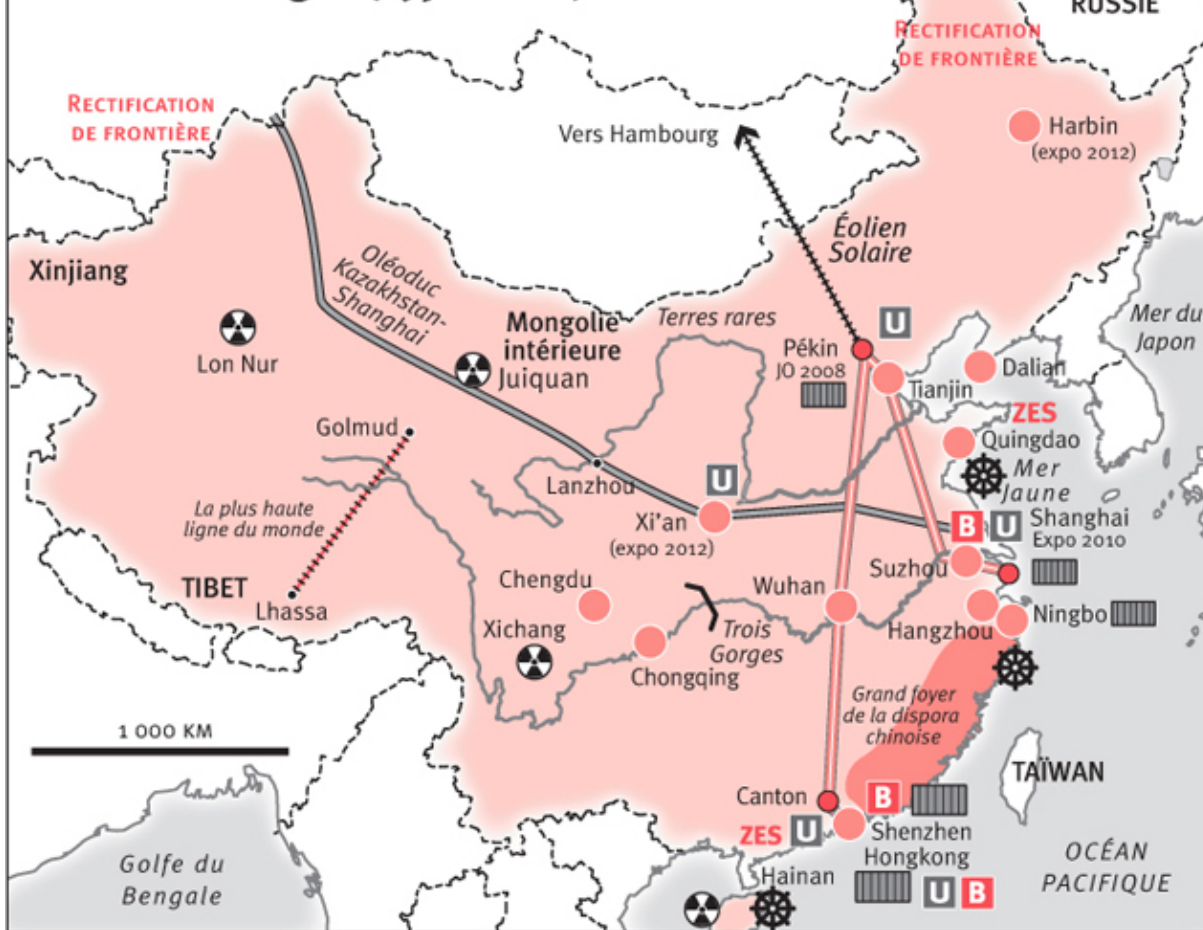 RUSSIE
RECTIFICATION
DE FRONTIÈRE
RECTIFICATION
DE FRONTIÈRE
Vers Hambourg
Harbin
(expo 2012)
Éolien
Solaire
Xinjiang
Oléoduc
Kazakhstan-
Shanghai
Mongolie
intérieure
Terres rares
U
Mer du
Japon
Lon Nur
Juiquan
Pékin
JO 2008
Dalian
Tianjin
ZES
Golmud
Quingdao
Mer
Jaune
Lanzhou
U
La plus haute
ligne du monde
Xi'an
(expo 2012)
B U Shanghai
Expo 2010
Chengdu
Wuhan
Suzhou
TIBET
Lhassa
Xichang
Trois
Gorges
Hangzhou
Ningbo
Chongqing
1 000 KM
Grand foyer
de la dispora
chinoise
TAÏWAN
Canton
B
ZES U
Shenzhen
Hongkong
Golfe du
Bengale
Hainan
U B
OCÉAN
PACIFIQUE